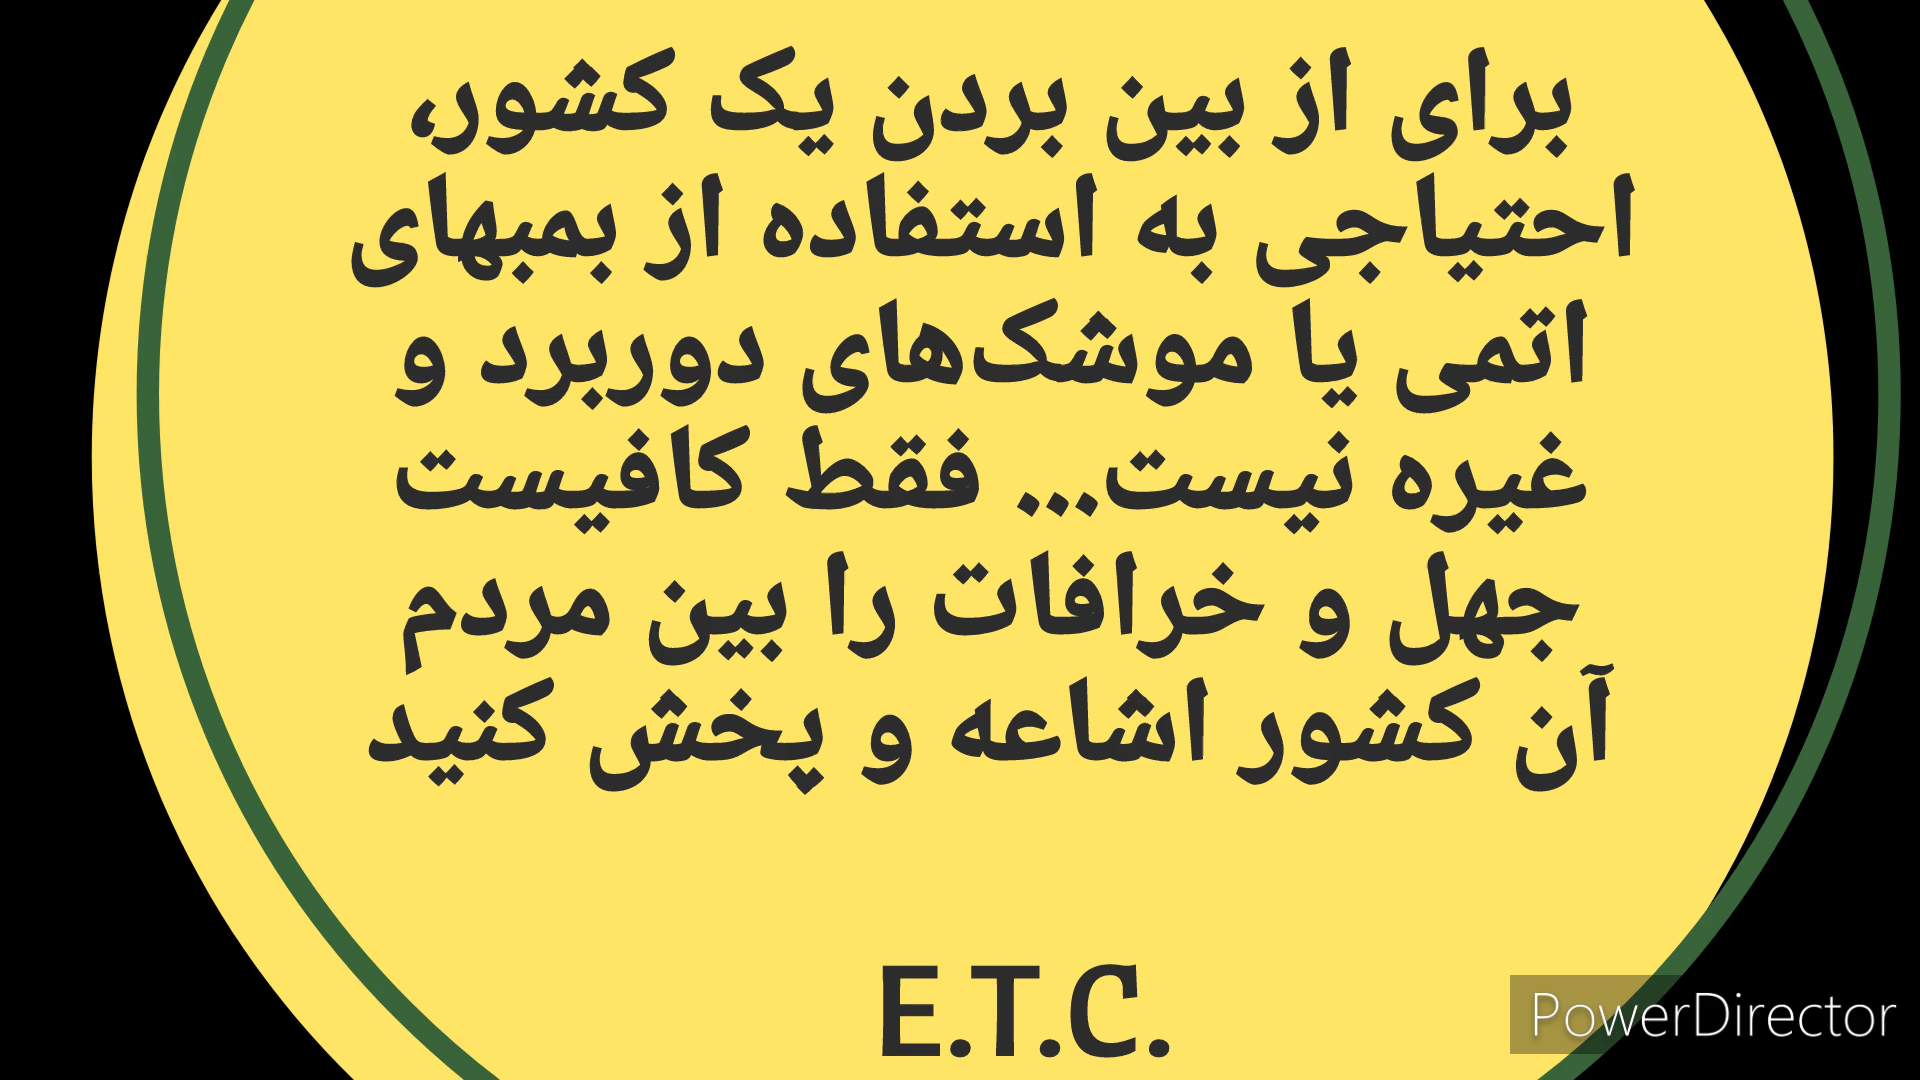 برای از بین بردن یک کشور،
احتیاجی به استفاده از بمبهای
اتمی یا موشک‌های دوربرد و
غیره نیست... فقط کافیست
جهل و خرافات را بین مردم
آن کشور اشاعه و پخش کنید
E.T.C.
PowerDirector